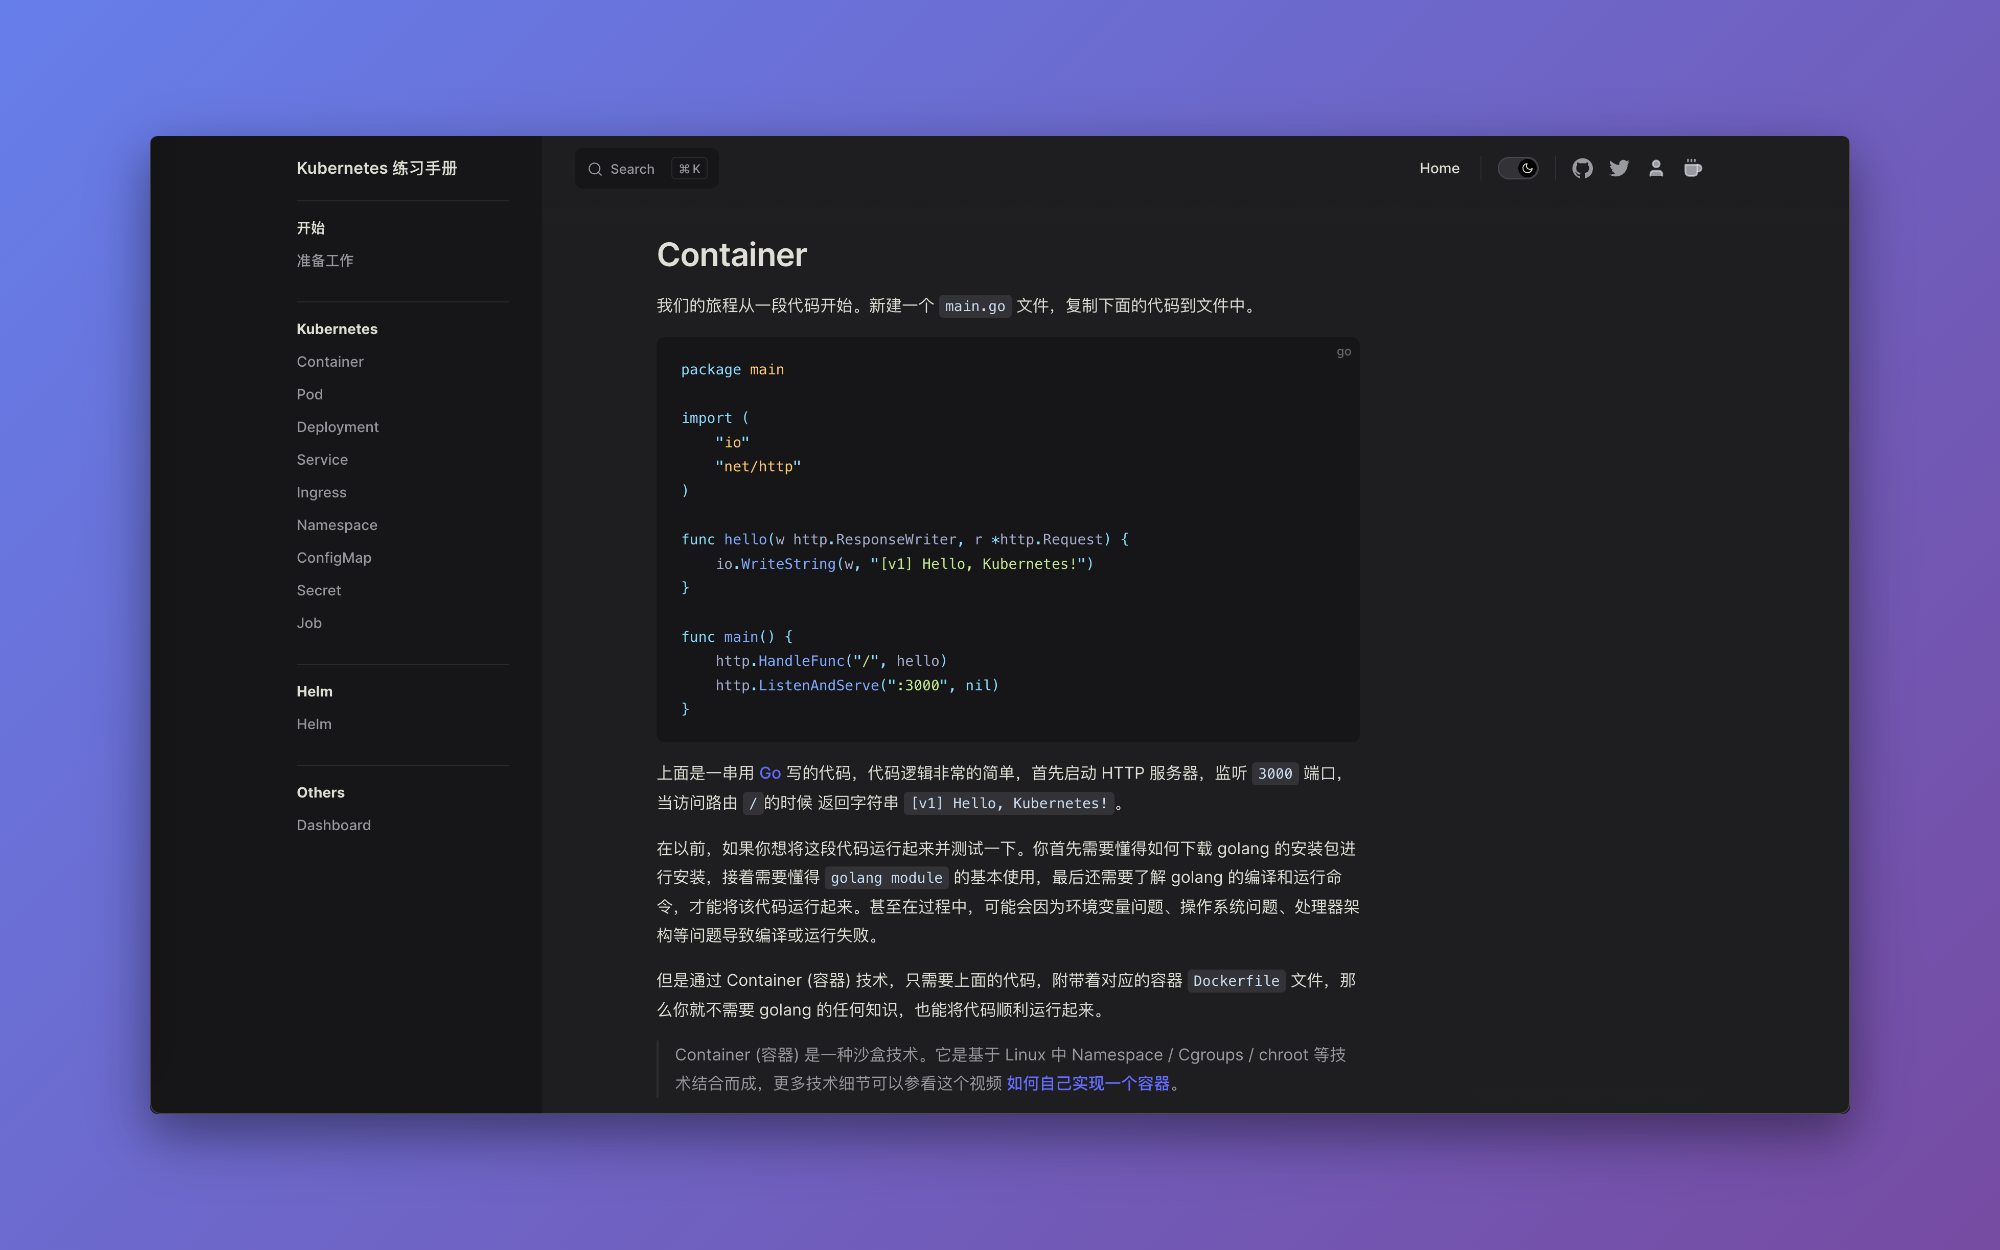 Kubernetes 练习手册
开始
准备工作
Kubernetes
Container
Pod
Deployment
Service
Ingress
Namespace
ConfigMap
Secret
Job
Helm
Helm
Others
Dashboard
Search ⌘ K
Home
Container
我们的旅程从一段代码开始。新建一个 main.go 文件，复制下面的代码到文件中。
go
package main
import (
    "io"
    "net/http"
)
func hello(w http.ResponseWriter, r *http.Request) {
    io.WriteString(w, "[v1] Hello, Kubernetes!")
}
func main() {
    http.HandleFunc("/", hello)
    http.ListenAndServe(":3000", nil)
}
上面是一串用 Go 写的代码，代码逻辑非常的简单，首先启动 HTTP 服务器，监听 3000 端口，
当访问路由 / 的时候 返回字符串 [v1] Hello, Kubernetes! 。
在以前，如果你想将这段代码运行起来并测试一下。你首先需要懂得如何下载 golang 的安装包进
行安装，接着需要懂得 golang module 的基本使用，最后还需要了解 golang 的编译和运行命
令，才能将该代码运行起来。甚至在过程中，可能会因为环境变量问题、操作系统问题、处理器架
构等问题导致编译或运行失败。
但是通过 Container (容器) 技术，只需要上面的代码，附带着对应的容器 Dockerfile 文件，那
么你就不需要 golang 的任何知识，也能将代码顺利运行起来。
Container (容器) 是一种沙盒技术。它是基于 Linux 中 Namespace / Cgroups / chroot 等技
术结合而成，更多技术细节可以参看这个视频 如何自己实现一个容器。